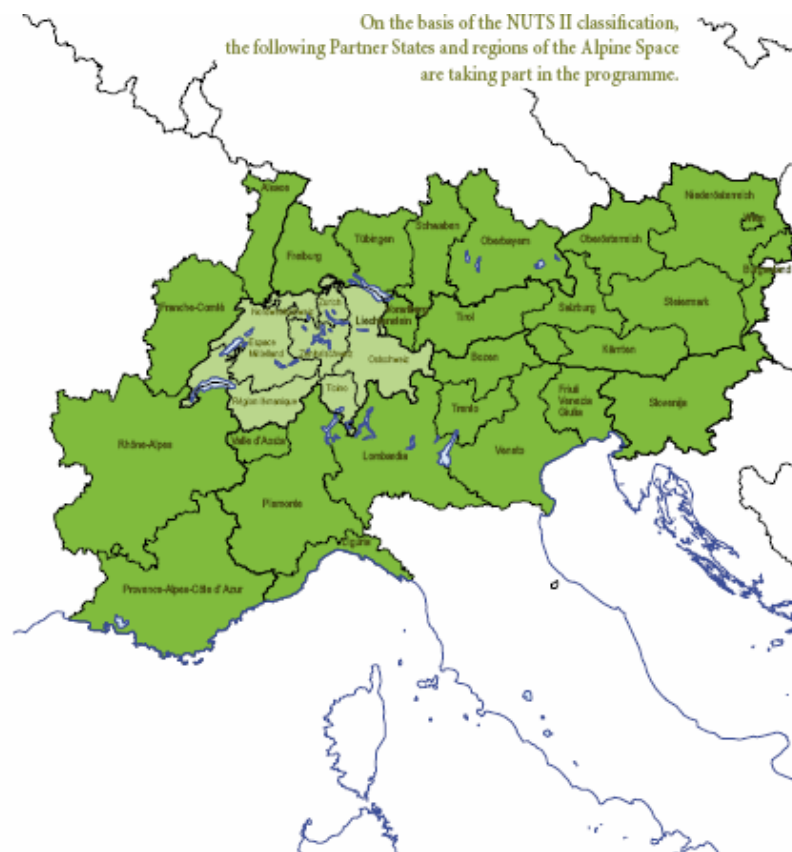 On the basis of the NUTS II classification,
the following Partner States and regions of the Alpine Space
are taking part in the programme.
Alsace
Niederösterreich
Wien
Schwaben
Tübingen
Oberbayern
Oberösterreich
Freiburg
Burgenland
Franche-Comté
Zürich
Liechtenstein
Salzburg
Steiermark
Tirol
Espace
Mittelland
Ostschweiz
Bozen
Kärnten
Ticino
Région lémanique
Trento
Friuli
Venezia
Giulia
Slovenije
Rhône-Alpes
Valle d'Aosta
Lombardia
Veneto
Piemonte
Liguria
Provence-Alpes-Côte d'Azur